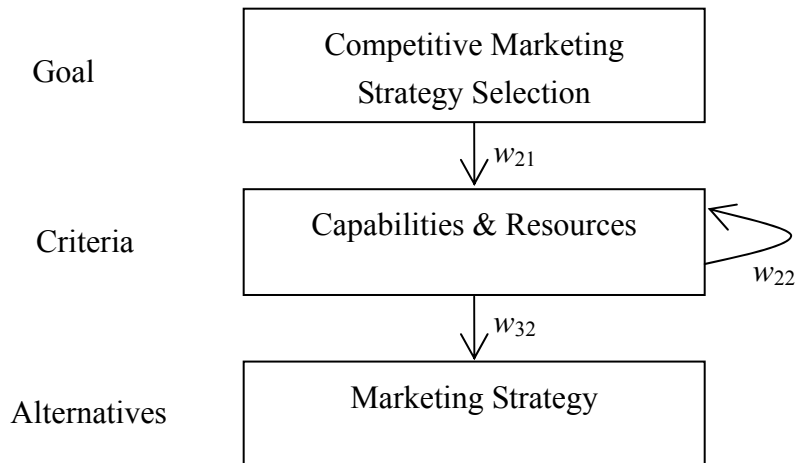 Goal
Competitive Marketing
Strategy Selection
w21
Criteria
Capabilities & Resources
w22
w32
Alternatives
Marketing Strategy